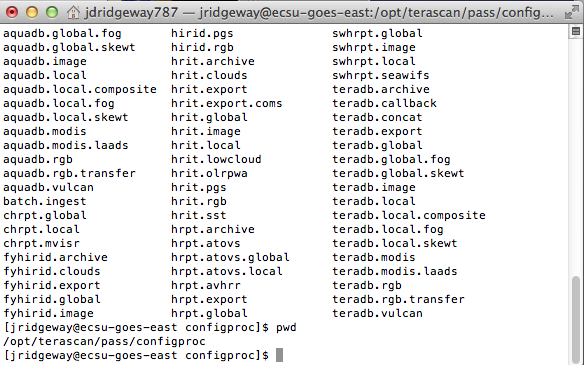 jdridgeway787 — jridgeway@ecsu-goes-east:/opt/terascan/pass/config...
aquadb.global.fog hirid.pgs swhrpt.global
aquadb.global.skewt hirid.rgb swhrpt.image
aquadb.image hrit.archive swhrpt.local
aquadb.local hrit.clouds swhrpt.seawifs
aquadb.local.composite hrit.export teradb.archive
aquadb.local.fog hrit.export.coms teradb.callback
aquadb.local.skewt hrit.global teradb.concat
aquadb.modis hrit.image teradb.export
aquadb.modis.laads hrit.local teradb.global
aquadb.rgb hrit.lowcloud teradb.global.fog
aquadb.rgb.transfer hrit.olrpwa teradb.global.skewt
aquadb.vulcan hrit.pgs teradb.image
batch.ingest hrit.rgb teradb.local
chrpt.global hrit.sst teradb.local.composite
chrpt.local hrpt.archive teradb.local.fog
chrpt.mvisr hrpt.atovs teradb.local.skewt
fyhirid.archive hrpt.atovs.global teradb.modis
fyhirid.clouds hrpt.atovs.local teradb.modis.laads
fyhirid.export hrpt.avhrr teradb.rgb
fyhirid.global hrpt.export teradb.rgb.transfer
fyhirid.image hrpt.global teradb.vulcan
[jridgeway@ecsu-goes-east configproc]$ pwd
/opt/terascan/pass/configproc
[jridgeway@ecsu-goes-east configproc]$